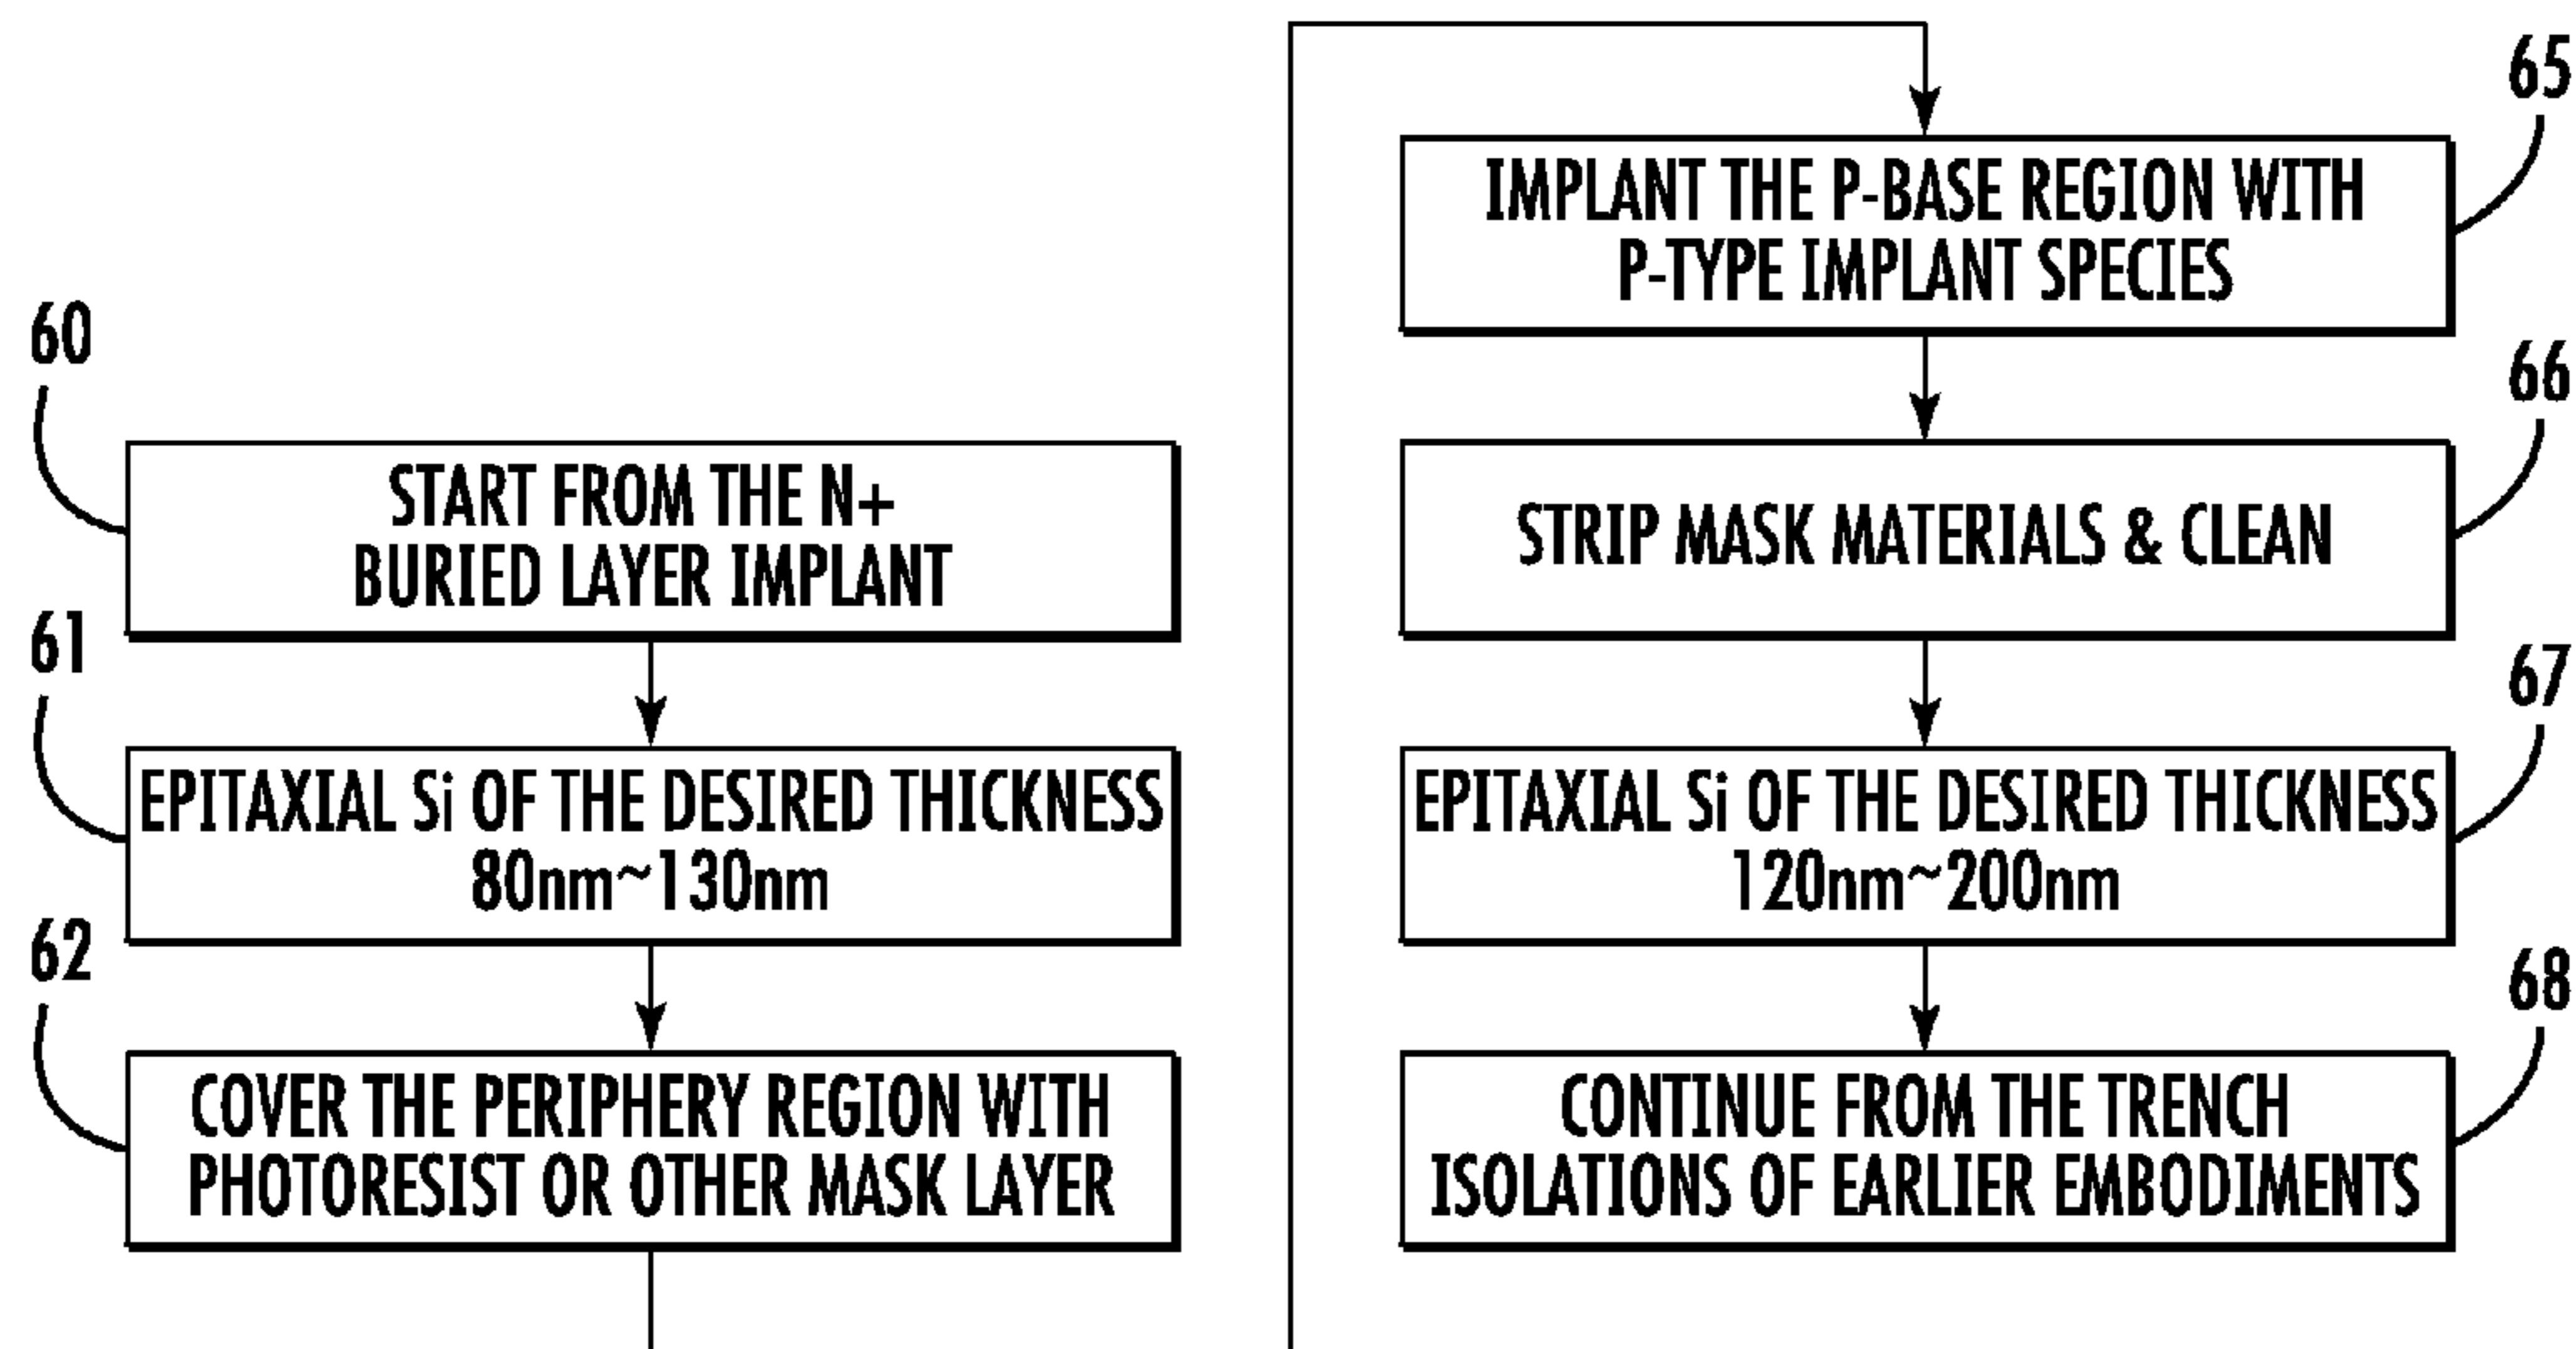 60
START FROM THE N+
BURIED LAYER IMPLANT
61
EPITAXIAL Si OF THE DESIRED THICKNESS
80nm~130nm
62
COVER THE PERIPHERY REGION WITH
PHOTORESIST OR OTHER MASK LAYER
65
IMPLANT THE P-BASE REGION WITH
P-TYPE IMPLANT SPECIES
66
STRIP MASK MATERIALS & CLEAN
67
EPITAXIAL Si OF THE DESIRED THICKNESS
120nm~200nm
68
CONTINUE FROM THE TRENCH
ISOLATIONS OF EARLIER EMBODIMENTS